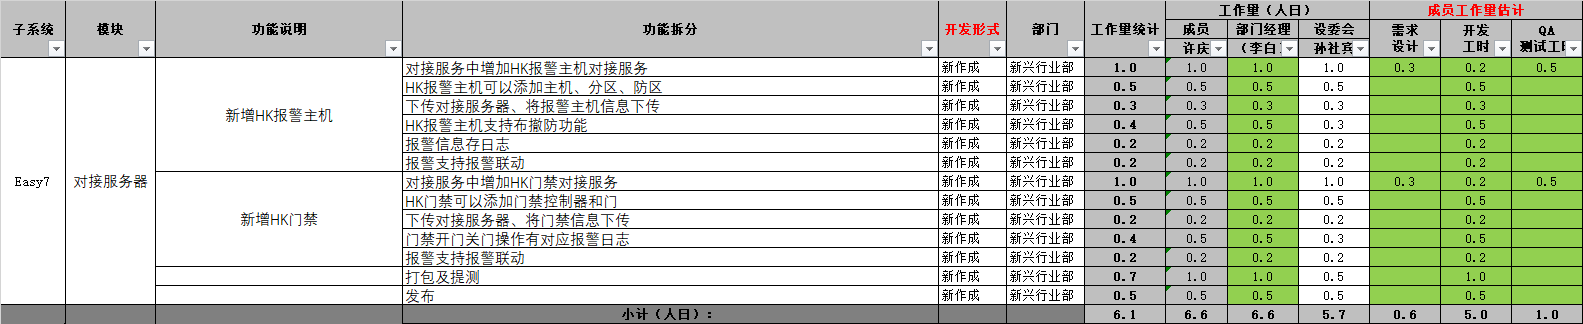 子系统 模块 功能说明 功能拆分 开发形式 部门 工作量统计 工作量（人日） 成员工作量估计
成员 部门经理 设委会 需求设计 开发工时 QA
许庆 （李白 孙社宾 测试工时
Easy7 对接服务器 新增HK报警主机 对接服务中增加HK报警主机对接服务 新作成 新兴行业部 1.0 1.0 1.0 1.0 0.3 0.2 0.5
HK报警主机可以添加主机、分区、防区 新作成 新兴行业部 0.5 0.5 0.5 0.5 0.5
下传对接服务器、将报警主机信息下传 新作成 新兴行业部 0.3 0.3 0.3 0.3 0.3
HK报警主机支持布撤防功能 新作成 新兴行业部 0.4 0.5 0.5 0.3 0.5
报警信息存日志 新作成 新兴行业部 0.2 0.2 0.2 0.2 0.2
报警支持报警联动 新作成 新兴行业部 0.2 0.2 0.2 0.2 0.2
新增HK门禁 对接服务中增加HK门禁对接服务 新作成 新兴行业部 1.0 1.0 1.0 1.0 0.3 0.2 0.5
HK门禁可以添加门禁控制器和门 新作成 新兴行业部 0.5 0.5 0.5 0.5 0.5
下传对接服务器、将门禁信息下传 新作成 新兴行业部 0.2 0.2 0.2 0.2 0.2
门禁开门关门操作有对应报警日志 新作成 新兴行业部 0.4 0.5 0.5 0.3 0.5
报警支持报警联动 新作成 新兴行业部 0.2 0.2 0.2 0.2 0.2
打包及提测 新作成 新兴行业部 0.7 1.0 1.0 0.5 1.0
发布 新作成 新兴行业部 0.5 0.5 0.5 0.5 0.5
小计（人日）： 6.1 6.6 6.6 5.7 0.6 5.0 1.0